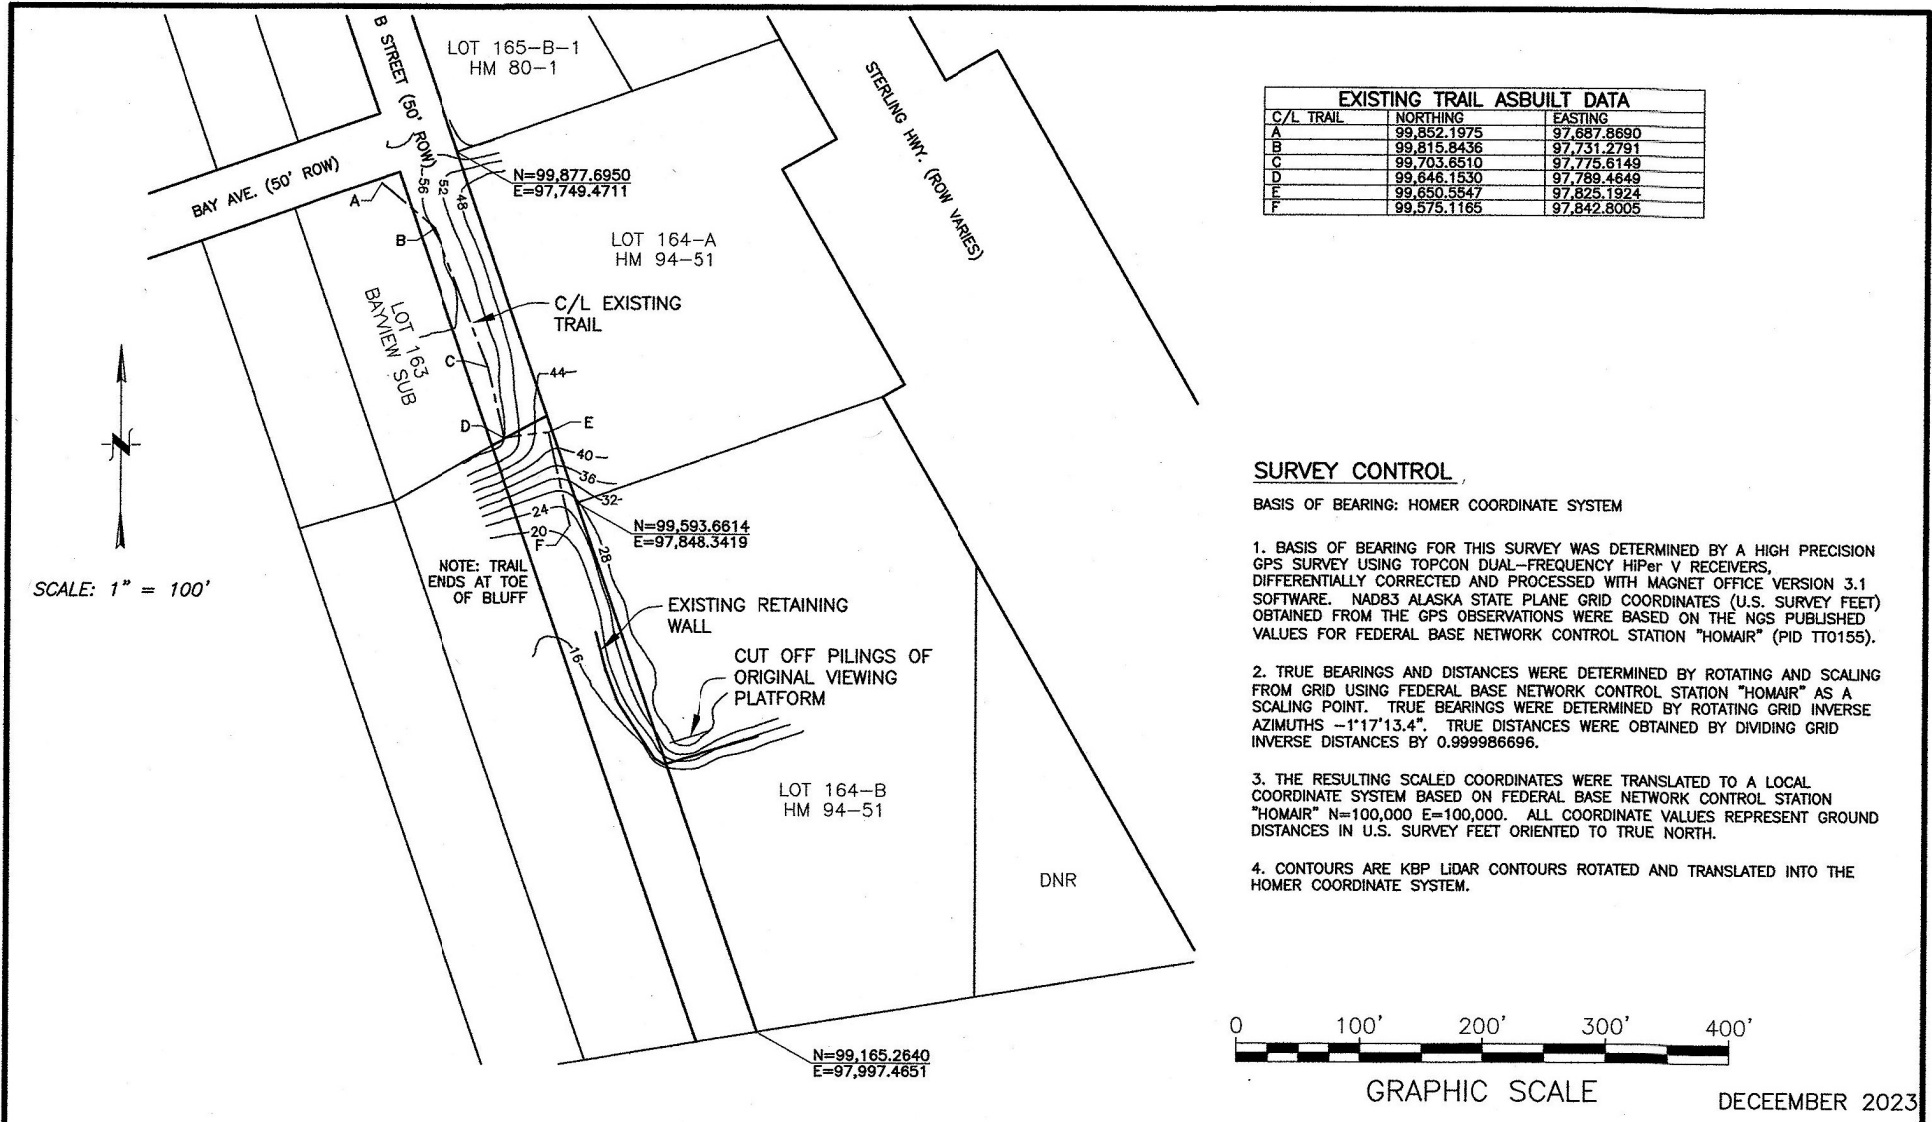 B STREET (50' ROW)
LOT 165-B-1
HM 80-1
STERLING HWY. (ROW VARIES)
BAY AVE. (50' ROW)
N=99,877.6950
E=97,749.4711
56
52
48
A
B
LOT 164-A
HM 94-51
C/L EXISTING
TRAIL
LOT 163
BAYVIEW SUB
C
44
D
E
40
36
32
24
20
F
28
N=99,593.6614
E=97,848.3419
NOTE: TRAIL
ENDS AT TOE
OF BLUFF
N
SCALE: 1" = 100'
EXISTING RETAINING
WALL
16
CUT OFF PILINGS OF
ORIGINAL VIEWING
PLATFORM
LOT 164-B
HM 94-51
DNR
N=99,165.2640
E=97,997.4651
EXISTING TRAIL ASBUILT DATA
C/L TRAIL NORTHING EASTING
A 99,852.1975 97,687.8690
B 99,815.8436 97,731.2791
C 99,703.6510 97,775.6149
D 99,646.1530 97,789.4649
E 99,650.5547 97,825.1924
F 99,575.1165 97,842.8005
SURVEY CONTROL
BASIS OF BEARING: HOMER COORDINATE SYSTEM
1. BASIS OF BEARING FOR THIS SURVEY WAS DETERMINED BY A HIGH PRECISION
GPS SURVEY USING TOPCON DUAL-FREQUENCY HiPer V RECEIVERS,
DIFFERENTIALLY CORRECTED AND PROCESSED WITH MAGNET OFFICE VERSION 3.1
SOFTWARE. NAD83 ALASKA STATE PLANE GRID COORDINATES (U.S. SURVEY FEET)
OBTAINED FROM THE GPS OBSERVATIONS WERE BASED ON THE NGS PUBLISHED
VALUES FOR FEDERAL BASE NETWORK CONTROL STATION "HOMAIR" (PID TT0155).
2. TRUE BEARINGS AND DISTANCES WERE DETERMINED BY ROTATING AND SCALING
FROM GRID USING FEDERAL BASE NETWORK CONTROL STATION "HOMAIR" AS A
SCALING POINT. TRUE BEARINGS WERE DETERMINED BY ROTATING GRID INVERSE
AZIMUTHS -1°17'13.4". TRUE DISTANCES WERE OBTAINED BY DIVIDING GRID
INVERSE DISTANCES BY 0.999986696.
3. THE RESULTING SCALED COORDINATES WERE TRANSLATED TO A LOCAL
COORDINATE SYSTEM BASED ON FEDERAL BASE NETWORK CONTROL STATION
"HOMAIR" N=100,000 E=100,000. ALL COORDINATE VALUES REPRESENT GROUND
DISTANCES IN U.S. SURVEY FEET ORIENTED TO TRUE NORTH.
4. CONTOURS ARE KBP LiDAR CONTOURS ROTATED AND TRANSLATED INTO THE
HOMER COORDINATE SYSTEM.
0 100' 200' 300' 400'
GRAPHIC SCALE
DECEEMBER 2023